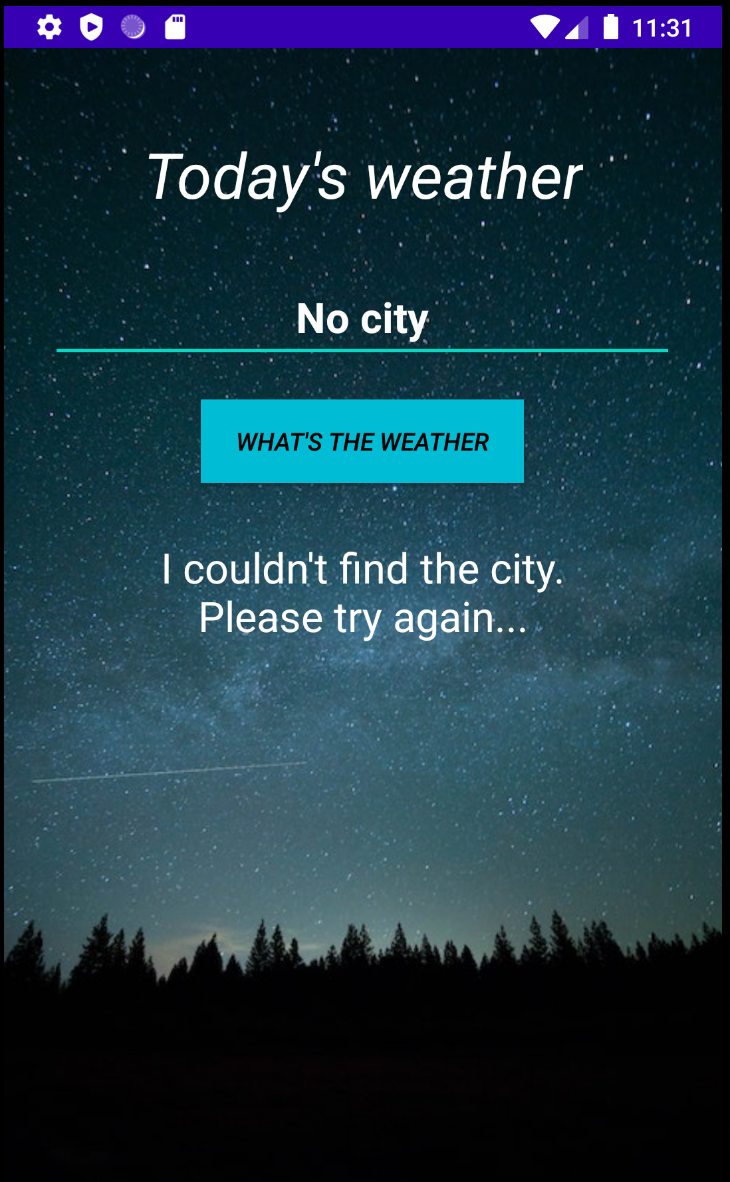 11:31
Today's weather
No city
WHAT'S THE WEATHER
I couldn't find the city.
Please try again...